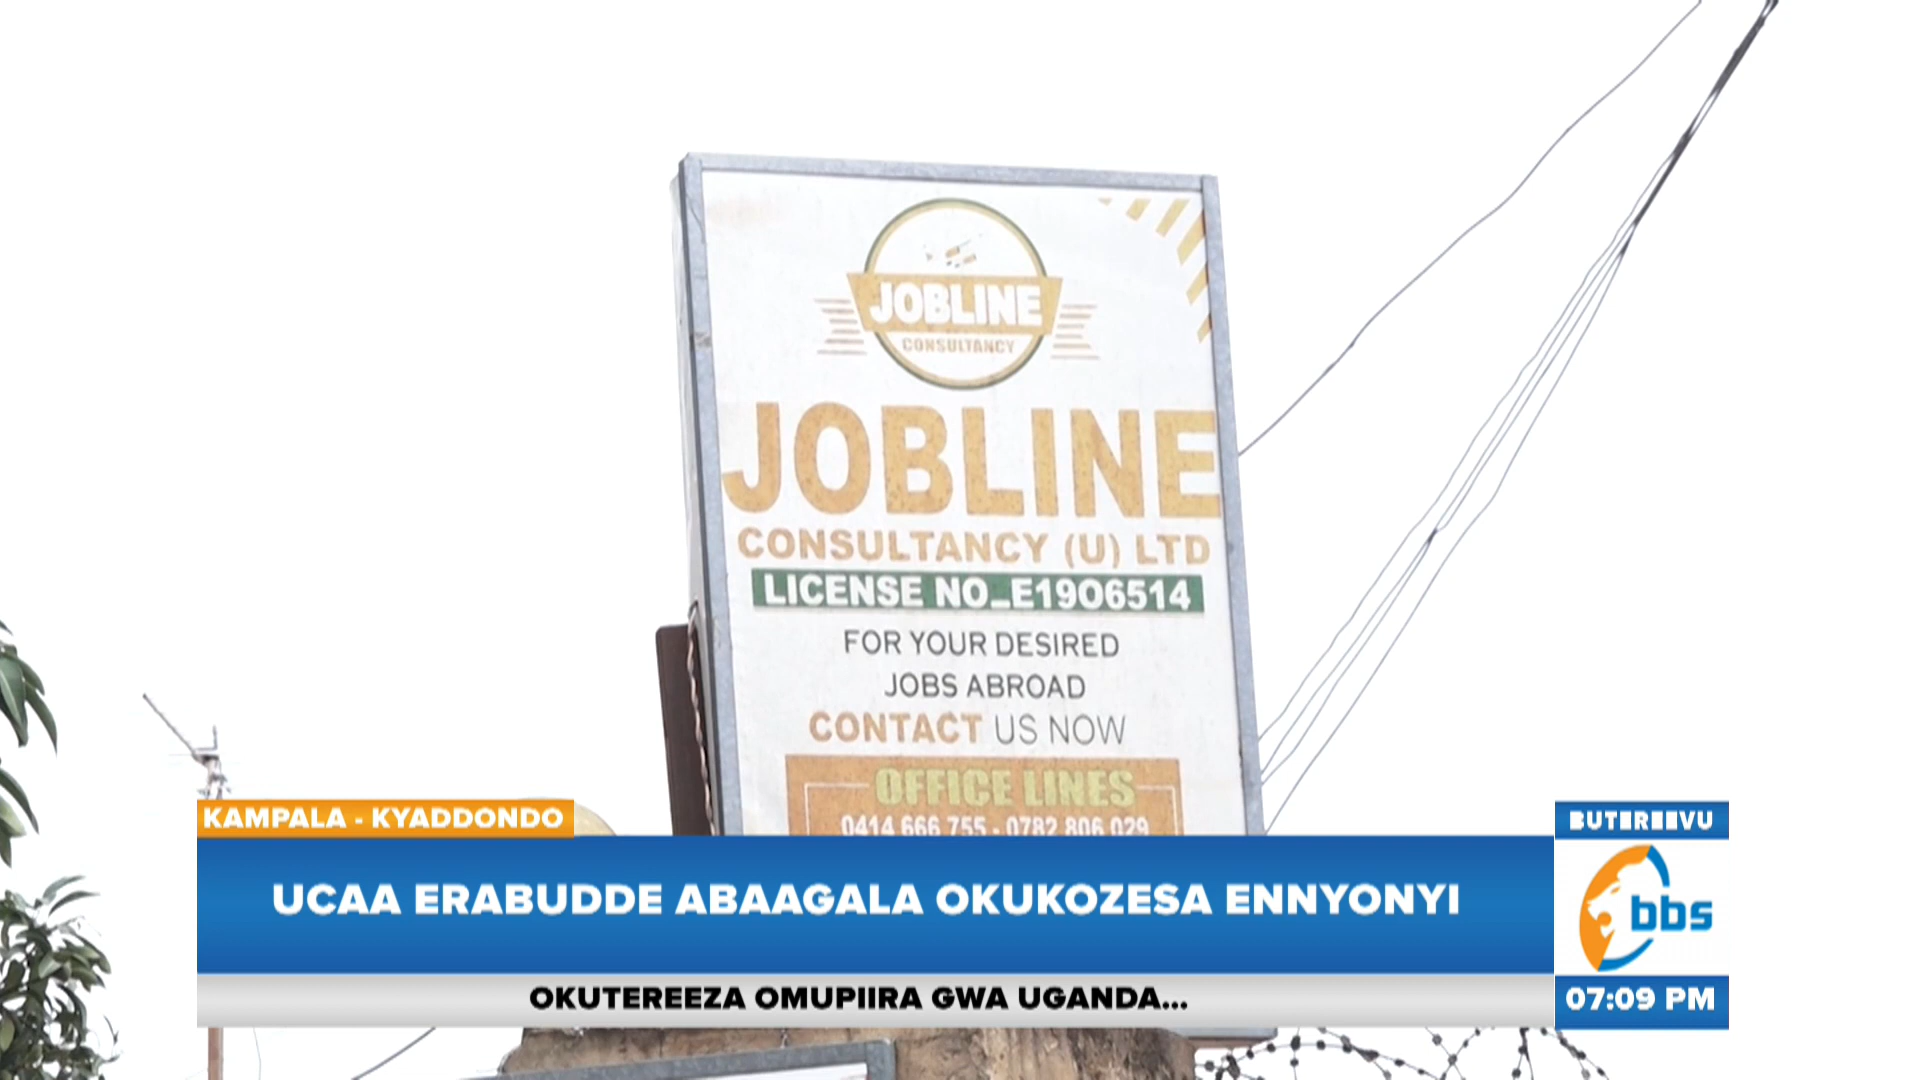 JOBLINE
CONSULTANCY
JOBLINE
CONSULTANCY (U) LTD
LICENSE NO_E1906514
FOR YOUR DESIRED
JOBS ABROAD
CONTACT US NOW
OFFICE LINES
0414 666 755 - 0782 806 029
KAMPALA - KYADDONDO
UCAA ERABUDDE ABAAGALA OKUKOZESA ENNYONYI
OKUTEREEZA OMUPIIRA GWA UGANDA...
BUTEREEVU
bbs
07:09 PM